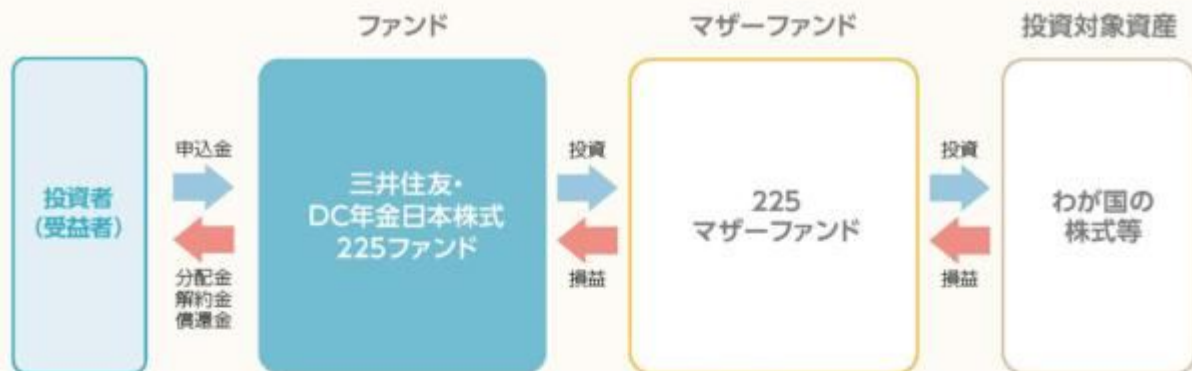 ファンド
マザーファンド
投資対象資産
投資者
(受益者)
申込金
分配金
解約金
償還金
三井住友・
DC年金日本株式
225ファンド
投資
損益
225
マザーファンド
投資
損益
わが国の
株式等